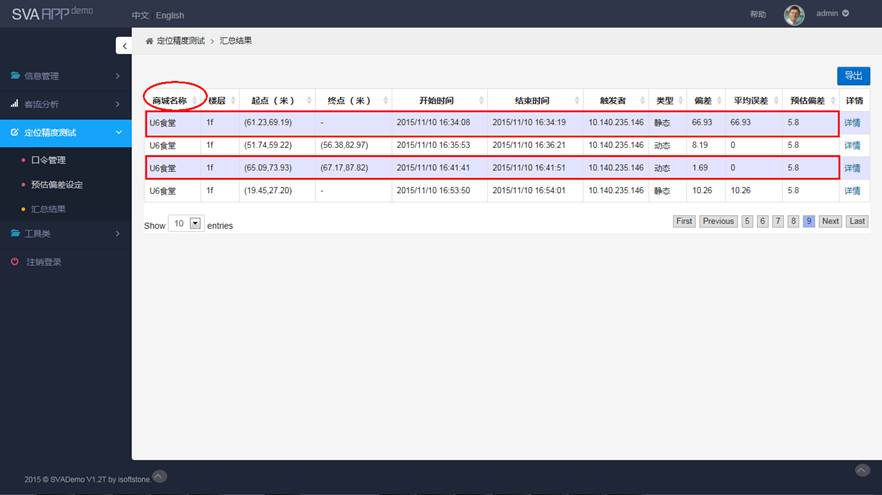 SVA APP demo 中文 English 帮助 admin
定位精度测试 > 汇总结果
信息管理
客流分析
定位精度测试
口令管理
预估偏差设定
汇总结果
工具类
注销登录
导出
商城名称 楼层 起点（米） 终点（米） 开始时间 结束时间 触发者 类型 偏差 平均误差 预估偏差 详情
U6食堂 1f (61.23,69.19) - 2015/11/10 16:34:08 2015/11/10 16:34:19 10.140.235.146 静态 66.93 66.93 5.8 详情
U6食堂 1f (51.74,59.22) (56.38,82.97) 2015/11/10 16:35:53 2015/11/10 16:36:21 10.140.235.146 动态 8.19 0 5.8 详情
U6食堂 1f (65.09,73.93) (67.17,87.82) 2015/11/10 16:41:41 2015/11/10 16:41:51 10.140.235.146 动态 1.69 0 5.8 详情
U6食堂 1f (19.45,27.20) - 2015/11/10 16:53:50 2015/11/10 16:54:01 10.140.235.146 静态 10.26 10.26 5.8 详情
Show 10 entries First Previous 5 6 7 8 9 Next Last
2015 © SVADemo V1.2T by isoftstone.